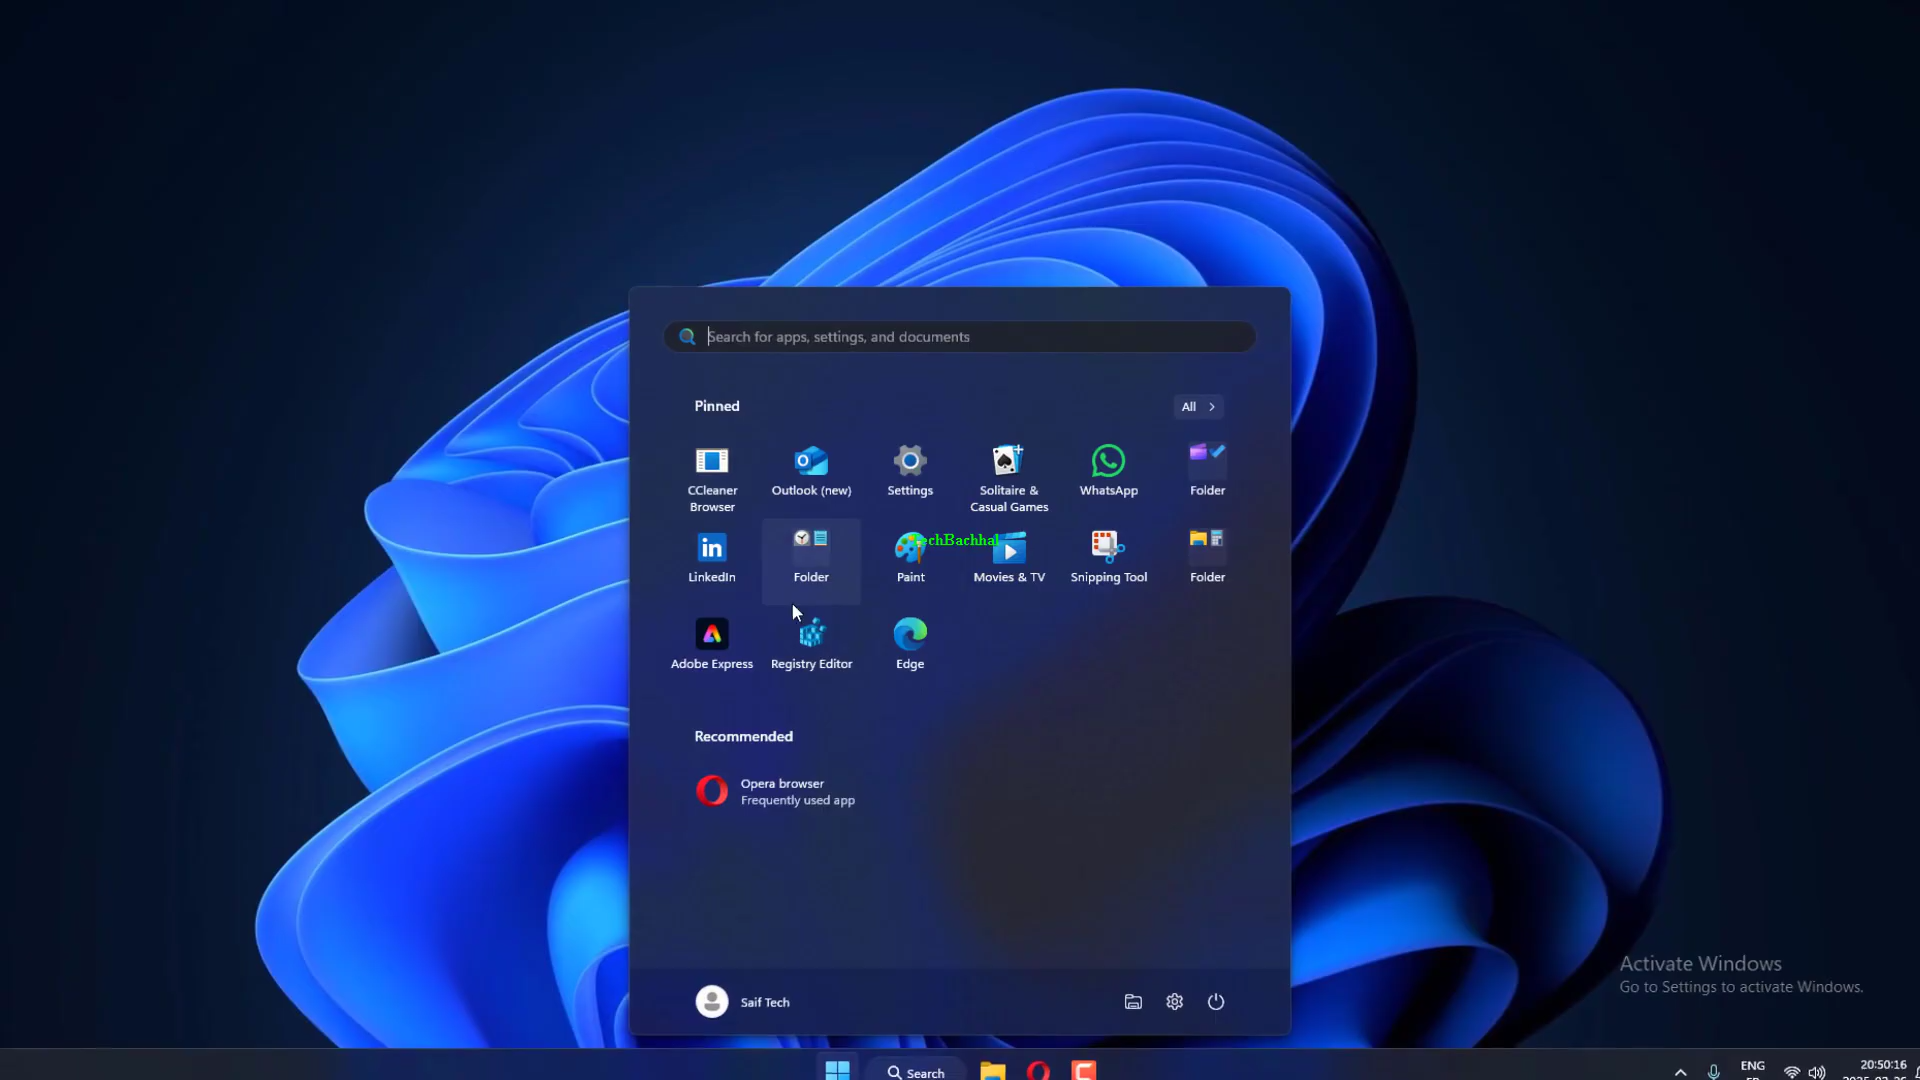 Search for apps, settings, and documents
Pinned
All
CCleaner Browser
Outlook (new)
Settings
Solitaire & Casual Games
WhatsApp
Folder
LinkedIn
Folder
Paint
Movies & TV
Snipping Tool
Folder
echBachhal
Adobe Express
Registry Editor
Edge
Recommended
Opera browser
Frequently used app
Activate Windows
Go to Settings to activate Windows.
Saif Tech
Search
ENG
20:50:16